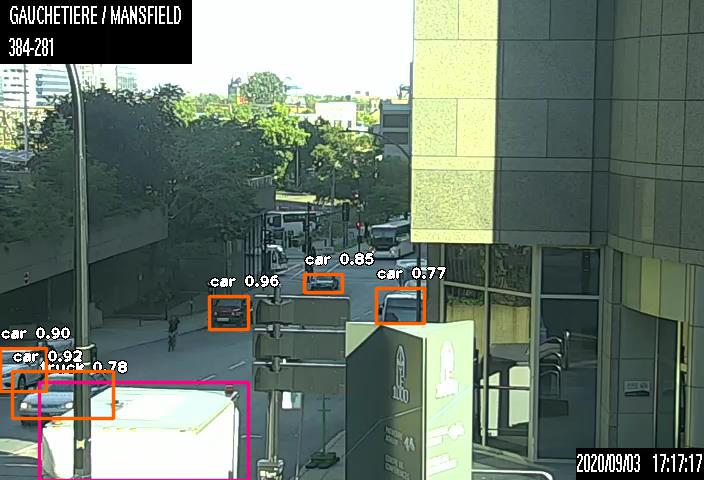 GAUCHETIERE / MANSFIELD
384-281
car 0.85
car 0.77
car 0.96
car 0.90
car 0.92
truck 0.78
1000
2020/09/03 17:17:17